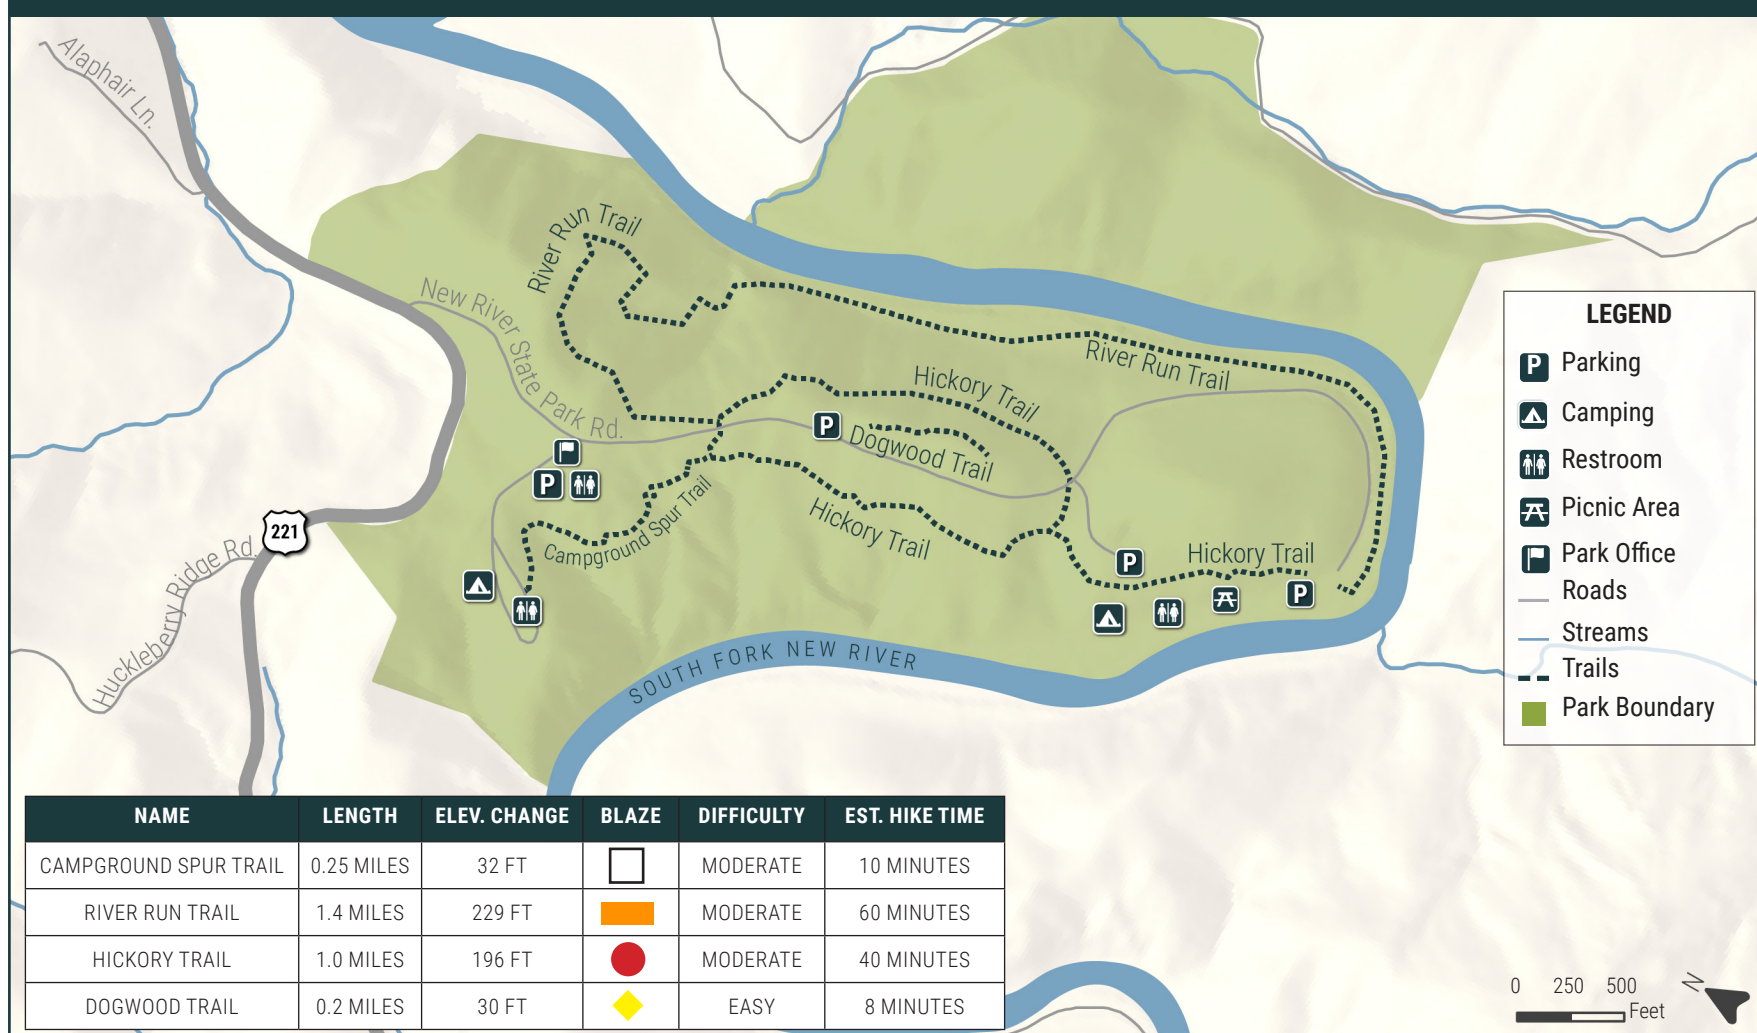 Alaphair Ln.
River Run Trail
New River State Park Rd.
River Run Trail
Hickory Trail
Dogwood Trail
Hickory Trail
Campground Spur Trail
Hickory Trail
221
Huckleberry Ridge Rd.
SOUTH FORK NEW RIVER
P
P
P
P
LEGEND
P Parking
Camping
Restroom
Picnic Area
Park Office
Roads
Streams
Trails
Park Boundary
NAME LENGTH ELEV. CHANGE BLAZE DIFFICULTY EST. HIKE TIME
CAMPGROUND SPUR TRAIL 0.25 MILES 32 FT MODERATE 10 MINUTES
RIVER RUN TRAIL 1.4 MILES 229 FT MODERATE 60 MINUTES
HICKORY TRAIL 1.0 MILES 196 FT MODERATE 40 MINUTES
DOGWOOD TRAIL 0.2 MILES 30 FT EASY 8 MINUTES
0 250 500
Feet
N